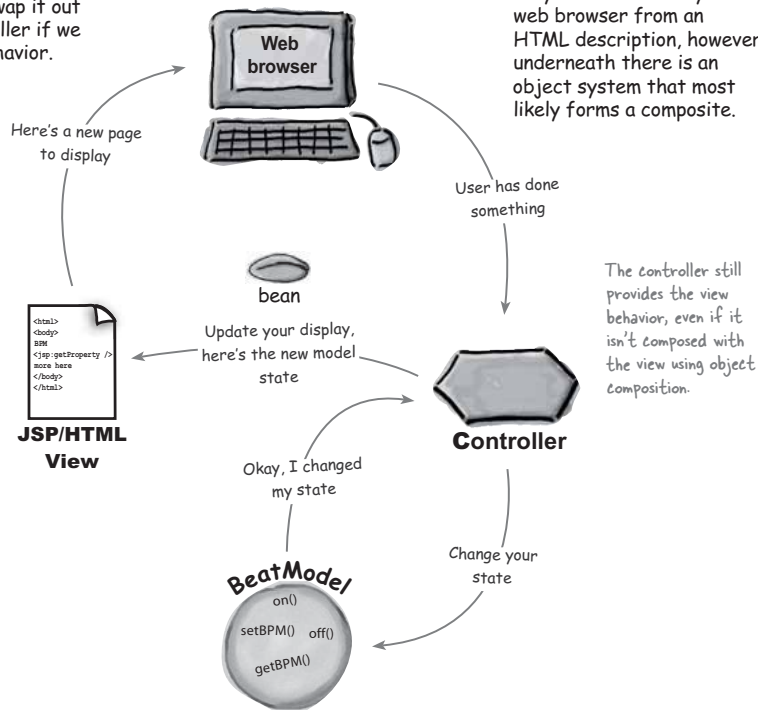 wap it out
ller if we
havior.
web browser from an
HTML description, however
underneath there is an
object system that most
likely forms a composite.
Web
browser
Here's a new page
to display
User has done
something
bean
The controller still
provides the view
behavior, even if it
isn't composed with
the view using object
composition.
<html>
<body>
BPM
<jsp:getProperty />
more here
</body>
</html>
Update your display,
here's the new model
state
JSP/HTML
View
Controller
Okay, I changed
my state
Change your
state
BeatModel
on()
setBPM() off()
getBPM()